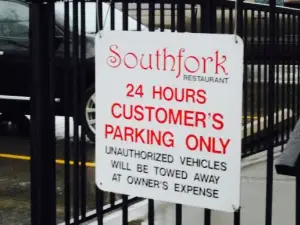 Southfork
RESTAURANT
24 HOURS
CUSTOMER'S
PARKING ONLY
UNAUTHORIZED VEHICLES
WILL BE TOWED AWAY
AT OWNER'S EXPENSE